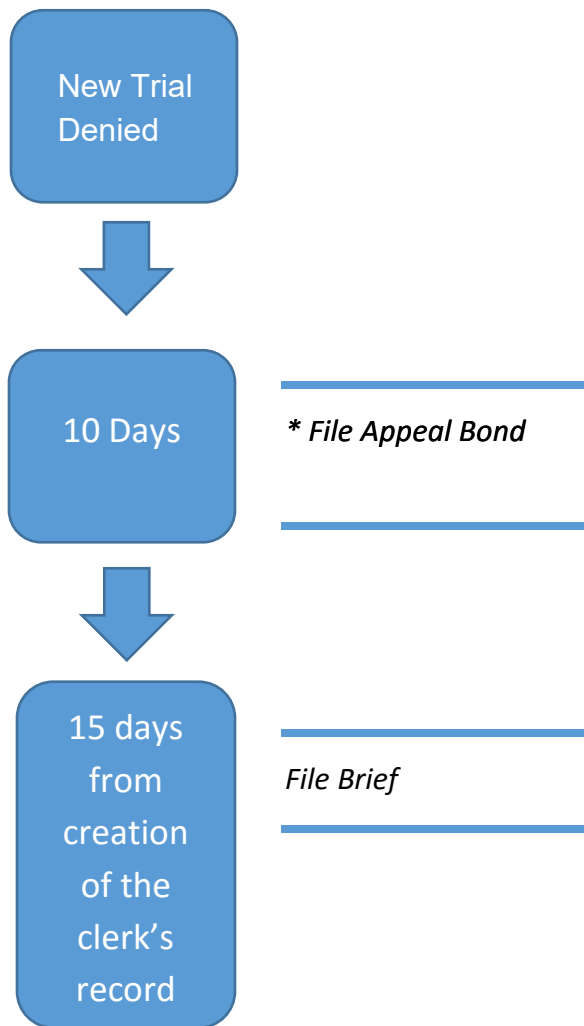 New Trial
Denied
10 Days
* File Appeal Bond
15 days
from
creation
of the
clerk’s
record
File Brief